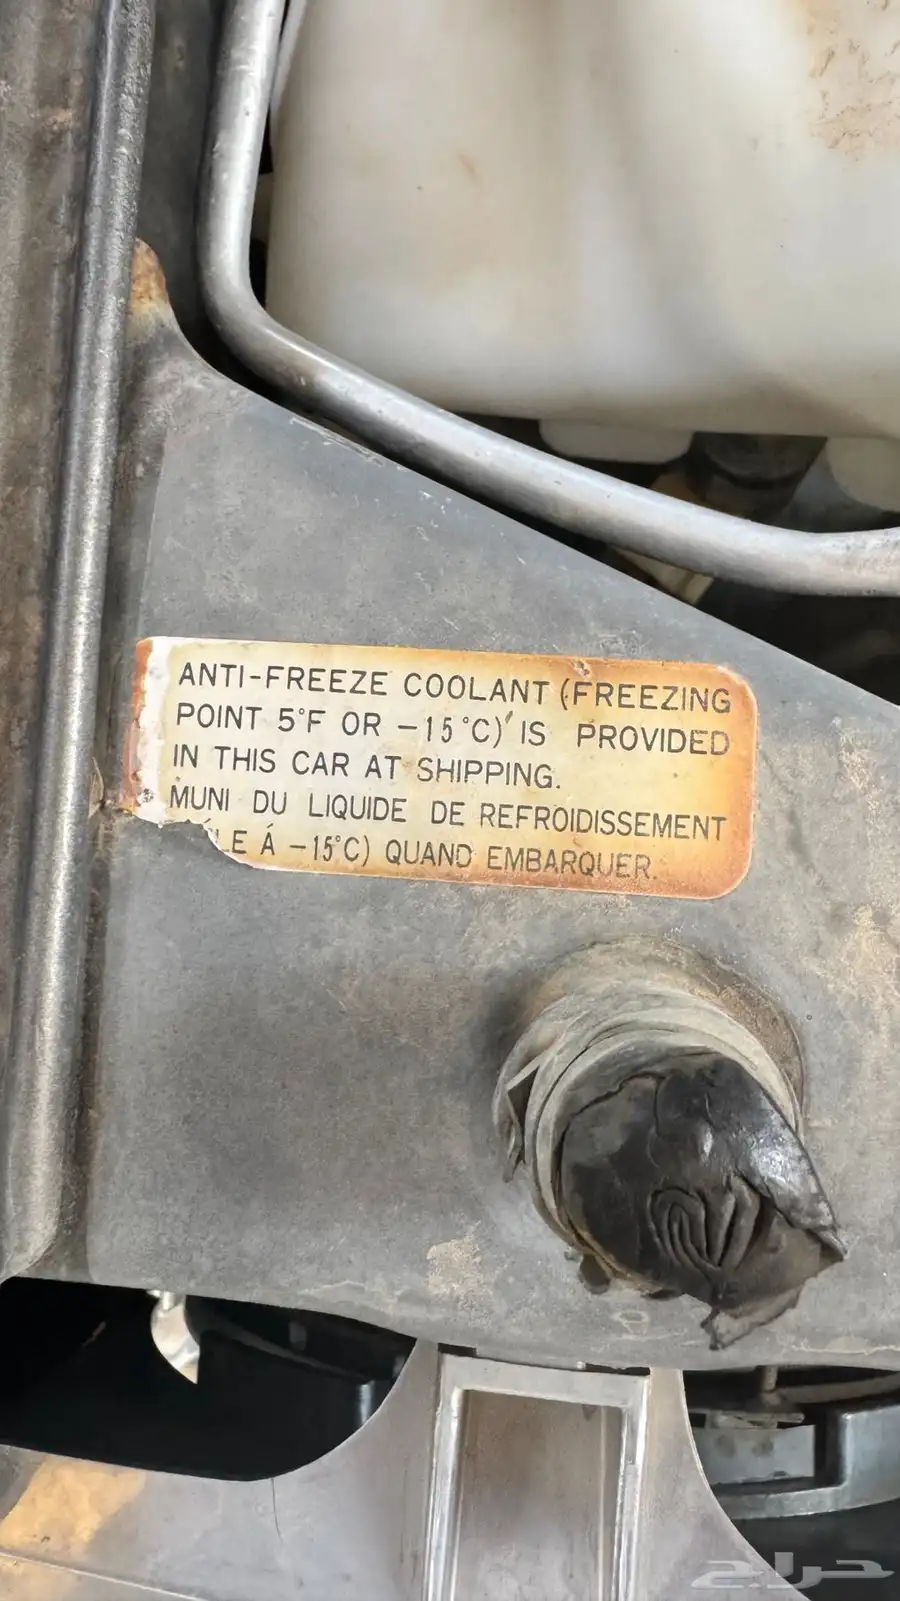 ANTI-FREEZE COOLANT (FREEZING
POINT 5°F OR -15°C) IS PROVIDED
IN THIS CAR AT SHIPPING.
MUNI DU LIQUIDE DE REFROIDISSEMENT
À -15°C) QUAND EMBARQUER.
حراج